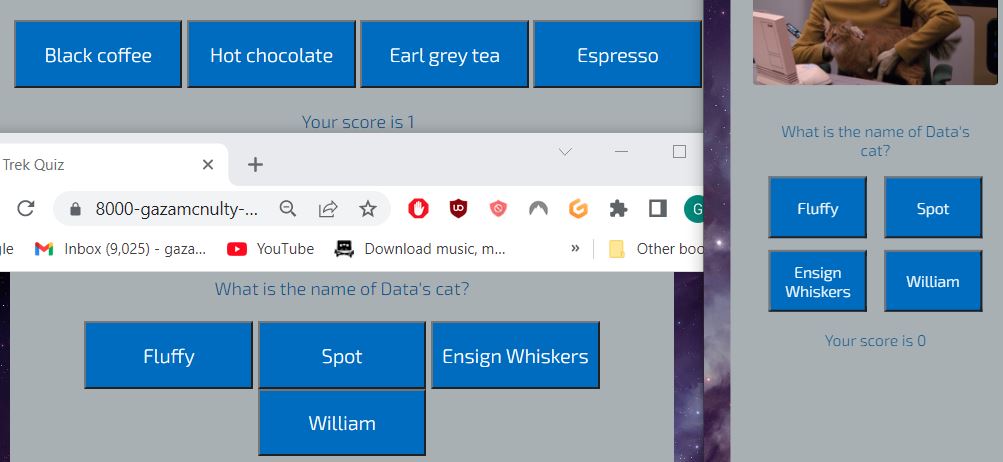 Black coffee
Hot chocolate
Earl grey tea
Espresso
Your score is 1
Trek Quiz
8000-gazamcnulty-...
G
gle
Inbox (9,025) - gaza...
YouTube
Download music, m...
»
Other boo
What is the name of Data's cat?
Fluffy
Spot
Ensign Whiskers
William
What is the name of Data's
cat?
Fluffy
Spot
Ensign
Whiskers
William
Your score is 0